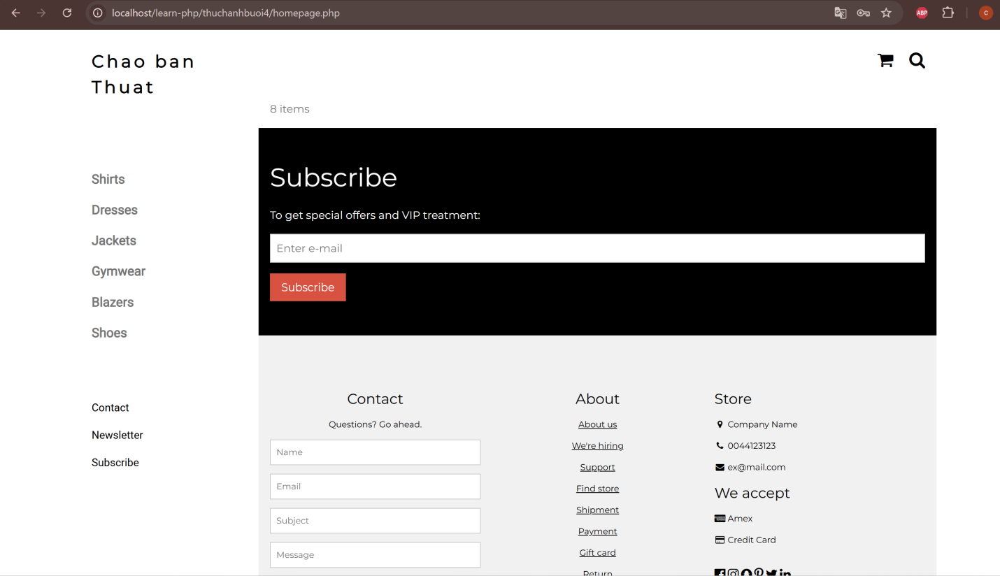 localhost/learn-php/thuchanhbuoi4/homepage.php
ABP
C
Chao ban
Thuat
8 items
Shirts
Dresses
Jackets
Gymwear
Blazers
Shoes
Contact
Newsletter
Subscribe
Subscribe
To get special offers and VIP treatment:
Enter e-mail
Subscribe
Contact
Questions? Go ahead.
Name
Email
Subject
Message
About
About us
We're hiring
Support
Find store
Shipment
Payment
Gift card
Return
Store
Company Name
0044123123
ex@mail.com
We accept
Amex
Credit Card